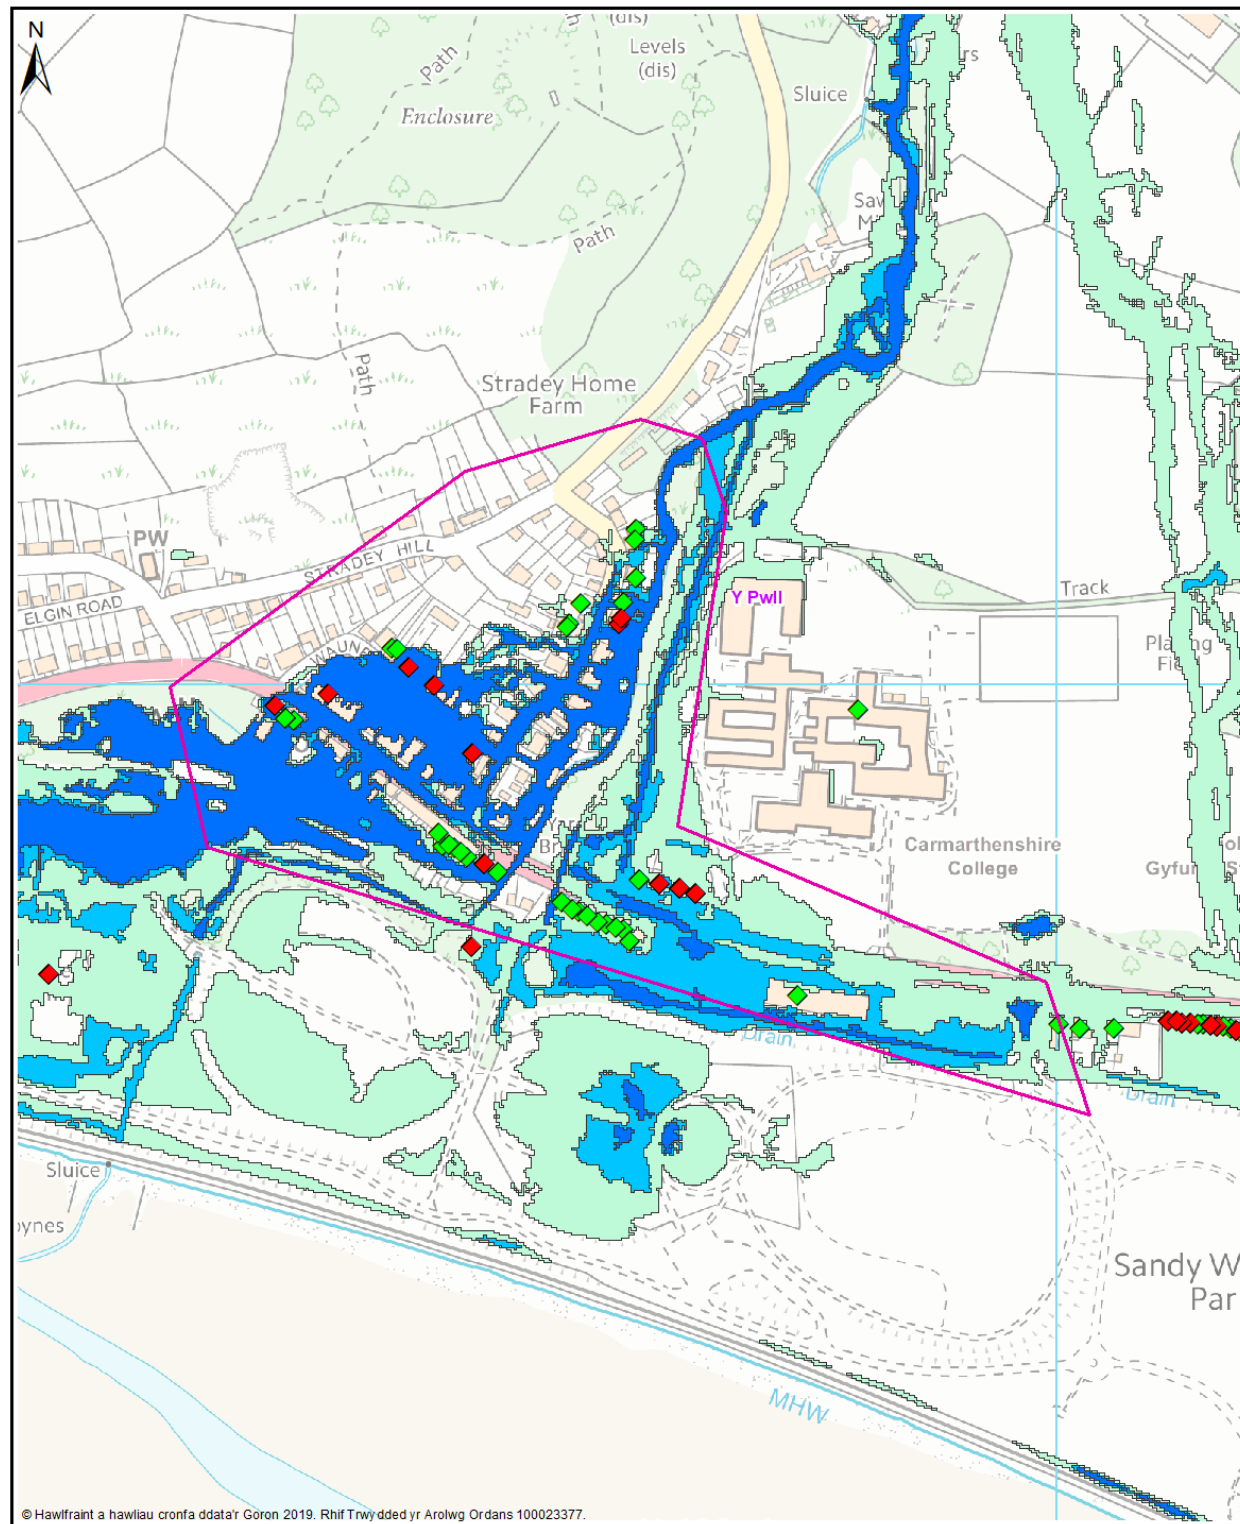 N
(dis)
Levels
(dis)
Path
Enclosure
Sluice
Path
Path
Stradey Home
Farm
PW
STRADEY HILL
ELGIN ROAD
Track
Y Pwll
Carmarthenshire
College
Drain
Drain
Sluice
Sandy W
Par
MHW
© Hawlfraint a hawliau cronfa ddata'r Goron 2019. Rhif Trwydded yr Arolwg Ordans 100023377.